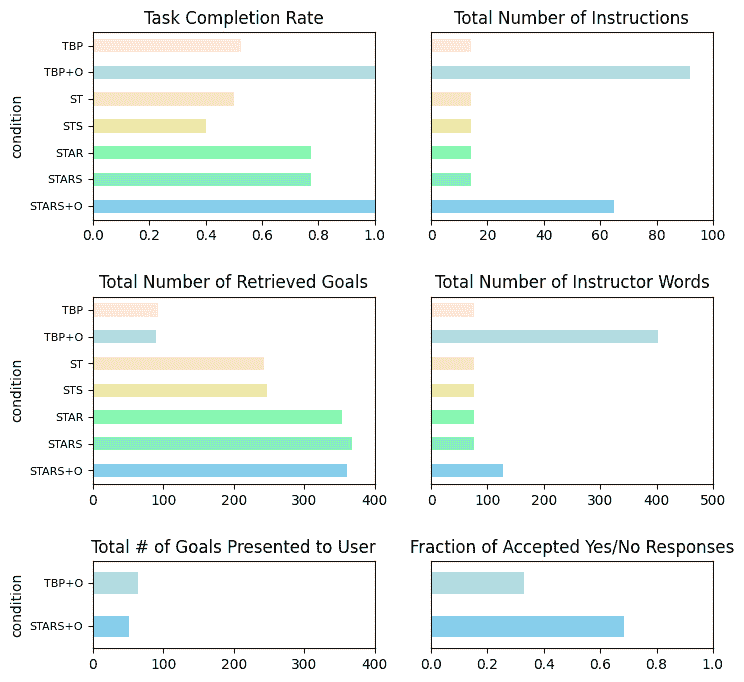 Task Completion Rate
TBP
TBP+O
ST
STS
STAR
STARS
STARS+O
condition
0.0 0.2 0.4 0.6 0.8 1.0
Total Number of Instructions
0 20 40 60 80 100
Total Number of Retrieved Goals
TBP
TBP+O
ST
STS
STAR
STARS
STARS+O
condition
0 100 200 300 400
Total Number of Instructor Words
0 100 200 300 400 500
Total # of Goals Presented to User
TBP+O
STARS+O
condition
0 100 200 300 400
Fraction of Accepted Yes/No Responses
0.0 0.2 0.4 0.6 0.8 1.0